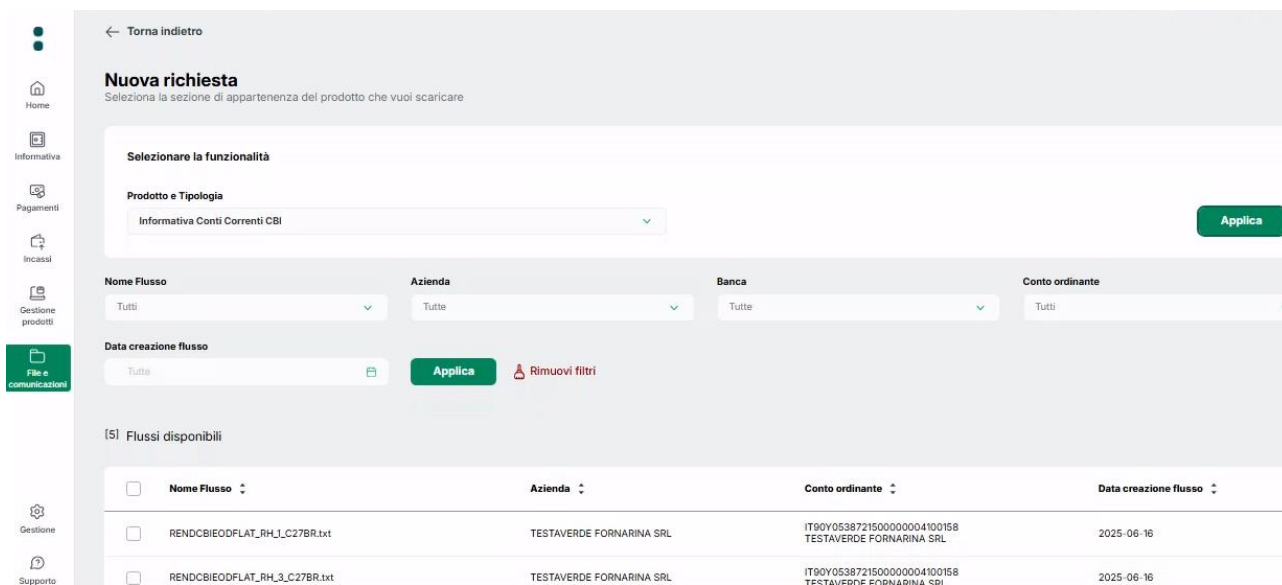 Torna indietro
Nuova richiesta
Seleziona la sezione di appartenenza del prodotto che vuoi scaricare
Home
Informativa
Pagamenti
Incassi
Gestione
prodotti
File e
comunicazioni
Gestione
Supporto
Selezionare la funzionalità
Prodotto e Tipologia
Informativa Conti Correnti CBI
Applica
Nome Flusso Azienda Banca Conto ordinante
Tutti Tutte Tutte Tutti
Data creazione flusso
Tutte Applica Rimuovi filtri
[5] Flussi disponibili
Nome Flusso Azienda Conto ordinante Data creazione flusso
RENDCBIEODFLAT_RH_1_C27BR.txt TESTAVERDE FORNARINA SRL IT90Y0538721500000004100158 2025-06-16
TESTAVERDE FORNARINA SRL
RENDCBIEODFLAT_RH_3_C27BR.txt TESTAVERDE FORNARINA SRL IT90Y0538721500000004100158 2025-06-16
TESTAVERDE FORNARINA SRL